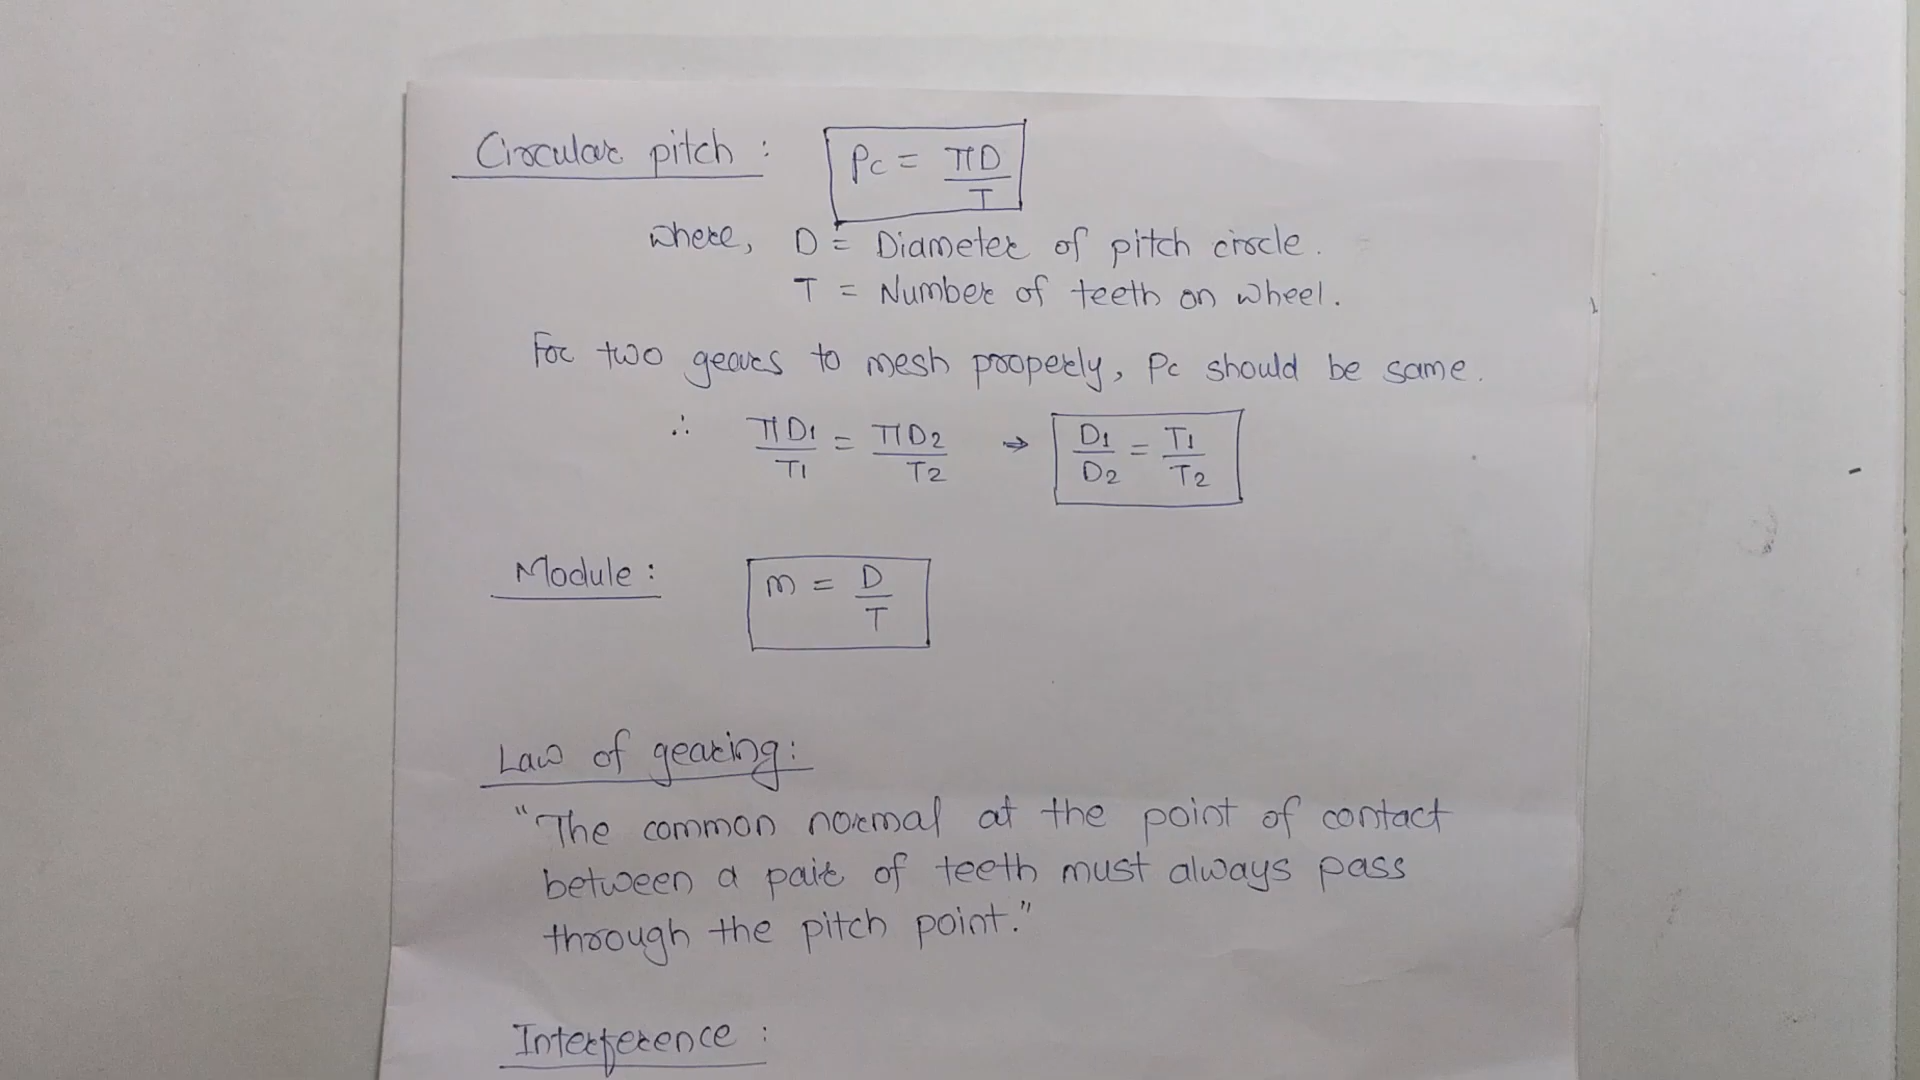 Circular pitch : Pc = πD/T
where, D = Diameter of pitch circle.
T = Number of teeth on wheel.
For two gears to mesh properly, Pc should be same.
∴ πD1/T1 = πD2/T2 → D1/D2 = T1/T2
Module : m = D/T
Law of gearing :
"The common normal at the point of contact
between a pair of teeth must always pass
through the pitch point."
Interference :